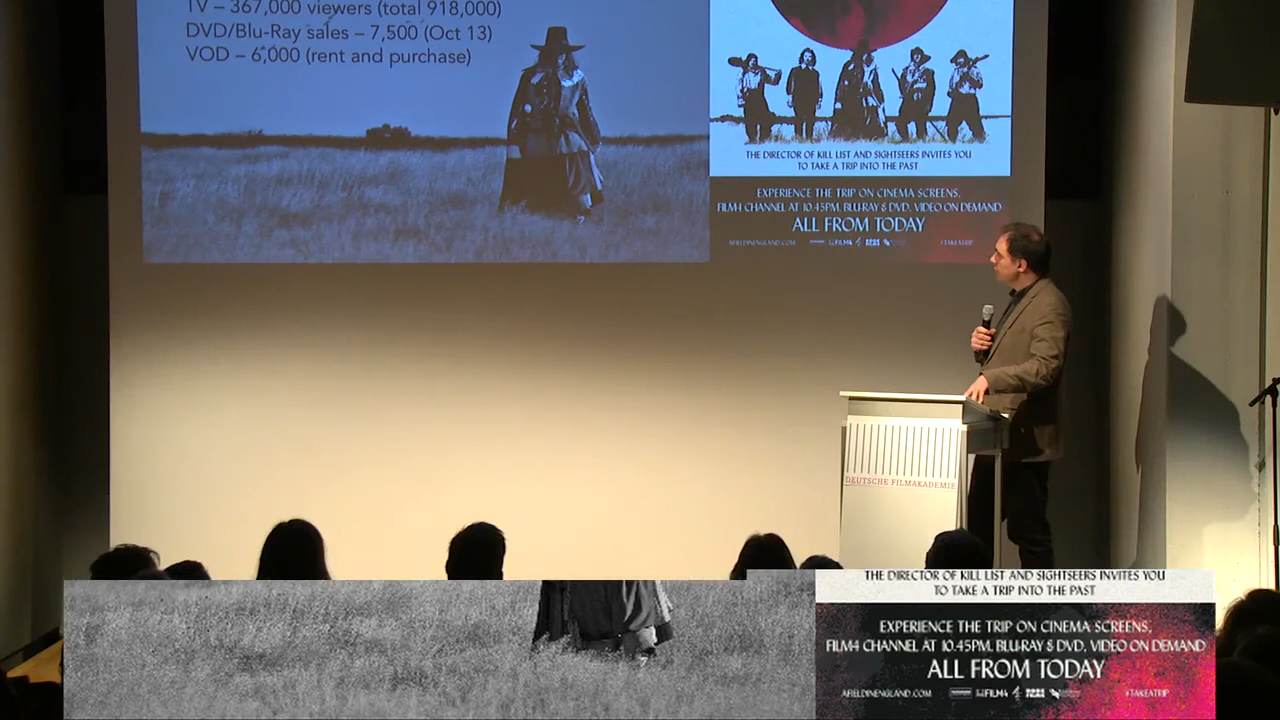 TV – 367,000 viewers (total 918,000)
DVD/Blu-Ray sales – 7,500 (Oct 13)
VOD – 6,000 (rent and purchase)
THE DIRECTOR OF KILL LIST AND SIGHTSEERS INVITES YOU
TO TAKE A TRIP INTO THE PAST
EXPERIENCE THE TRIP ON CINEMA SCREENS,
FILM4 CHANNEL AT 10.45PM, BLU-RAY & DVD, VIDEO ON DEMAND
ALL FROM TODAY
AFIELDINENGLAND.COM FILM4 #TAKEATRIP
DEUTSCHE FILMAKADEMIE
THE DIRECTOR OF KILL LIST AND SIGHTSEERS INVITES YOU
TO TAKE A TRIP INTO THE PAST
EXPERIENCE THE TRIP ON CINEMA SCREENS,
FILM4 CHANNEL AT 10.45PM, BLU-RAY & DVD, VIDEO ON DEMAND
ALL FROM TODAY
AFIELDINENGLAND.COM FILM4 4 #TAKEATRIP